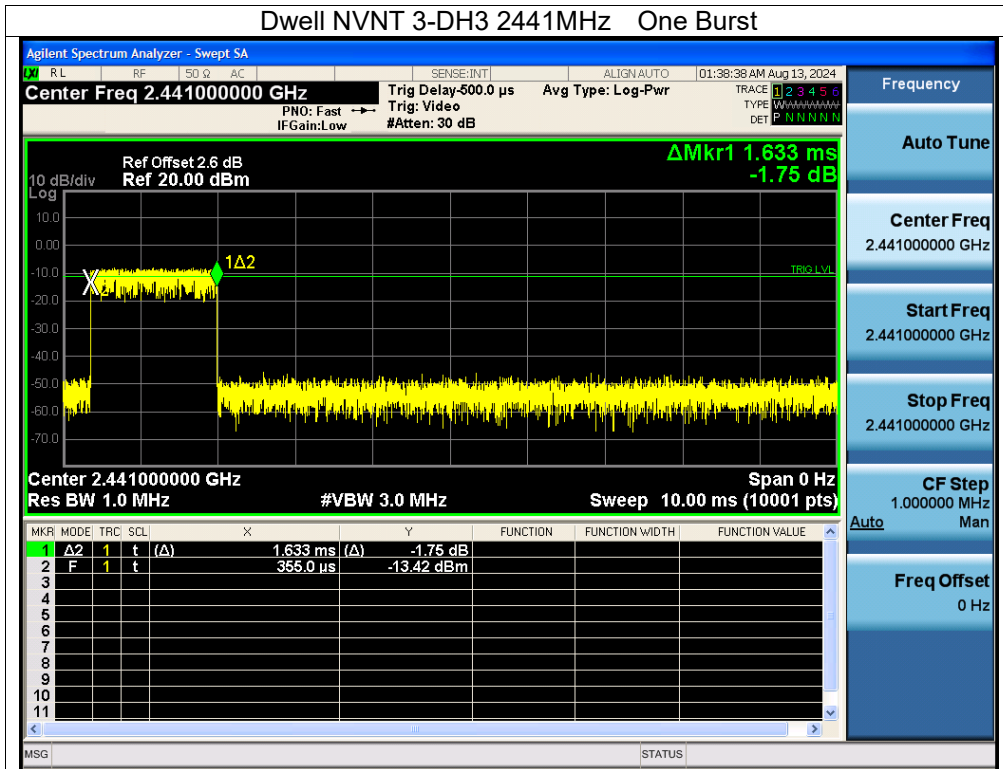 Dwell NVNT 3-DH3 2441MHz One Burst
Agilent Spectrum Analyzer - Swept SA
LXI RL RF 50 Ω AC SENSE:INT ALIGN AUTO 01:38:38 AM Aug 13, 2024
Center Freq 2.441000000 GHz
PNO: Fast
IFGain:Low
Trig Delay-500.0 µs
Trig: Video
#Atten: 30 dB
Avg Type: Log-Pwr
TRACE 1 2 3 4 5 6
TYPE WWWWWW
DET P N N N N N
Frequency
Auto Tune
Center Freq
2.441000000 GHz
Start Freq
2.441000000 GHz
Stop Freq
2.441000000 GHz
CF Step
1.000000 MHz
Auto Man
Freq Offset
0 Hz
ΔMkr1 1.633 ms
-1.75 dB
Ref Offset 2.6 dB
10 dB/div Ref 20.00 dBm
Log
10.0
0.00
-10.0
-20.0
-30.0
-40.0
-50.0
-60.0
-70.0
1Δ2
TRIG LVL
2
Center 2.441000000 GHz Span 0 Hz
Res BW 1.0 MHz #VBW 3.0 MHz Sweep 10.00 ms (10001 pts)
MKR MODE TRC SCL X Y FUNCTION FUNCTION WIDTH FUNCTION VALUE
1 Δ2 1 t (Δ) 1.633 ms (Δ) -1.75 dB
2 F 1 t 355.0 µs -13.42 dBm
3
4
5
6
7
8
9
10
11
MSG STATUS